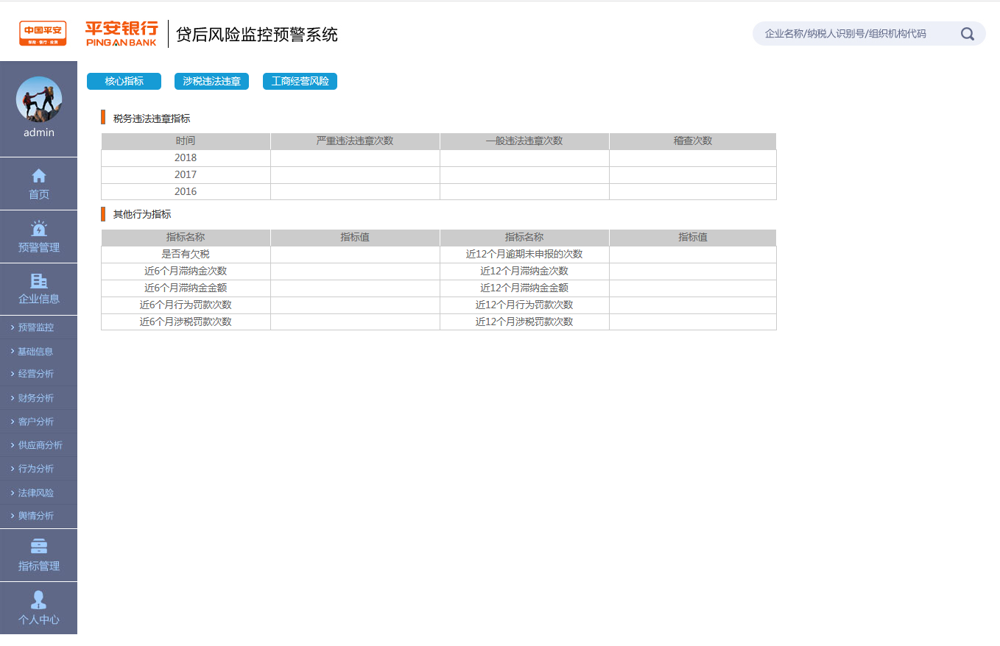 中国平安
保险·银行·投资
平安银行
PINGAN BANK
贷后风险监控预警系统
企业名称/纳税人识别号/组织机构代码
admin
首页
预警管理
企业信息
预警监控
基础信息
经营分析
财务分析
客户分析
供应商分析
行为分析
法律风险
舆情分析
指标管理
个人中心
核心指标 涉税违法违章 工商经营风险
税务违法违章指标
时间 严重违法违章次数 一般违法违章次数 稽查次数
2018
2017
2016
其他行为指标
指标名称 指标值 指标名称 指标值
是否有欠税 近12个月逾期未申报的次数
近6个月滞纳金次数 近12个月滞纳金次数
近6个月滞纳金金额 近12个月滞纳金金额
近6个月行为罚款次数 近12个月行为罚款次数
近6个月涉税罚款次数 近12个月涉税罚款次数